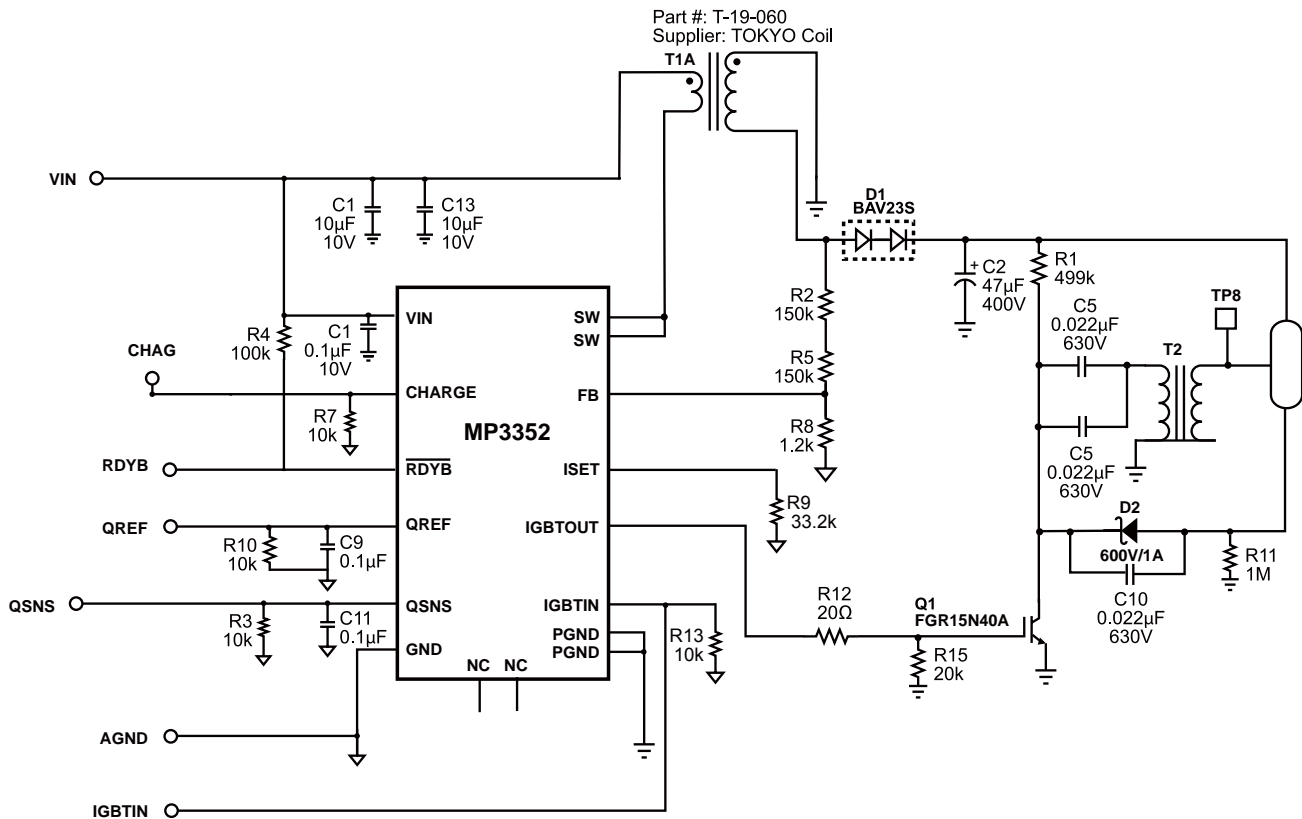 Part #: T-19-060
Supplier: TOKYO Coil
T1A
VIN
C1
10µF
10V
C13
10µF
10V
D1
BAV23S
R1
499k
+
C2
47µF
400V
R2
150k
C5
0.022µF
630V
TP8
T2
VIN
SW
SW
C1
0.1µF
10V
R4
100k
CHAG
R5
150k
CHARGE
FB
R7
10k
MP3352
R8
1.2k
C5
0.022µF
630V
RDYB
RDYB
ISET
R9
33.2k
QREF
QREF
IGBTOUT
D2
600V/1A
R10
10k
C9
0.1µF
R11
1M
C10
0.022µF
630V
QSNS
QSNS
IGBTIN
R12
20Ω
Q1
FGR15N40A
R3
10k
C11
0.1µF
PGND
PGND
R13
10k
GND
NC NC
R15
20k
AGND
IGBTIN